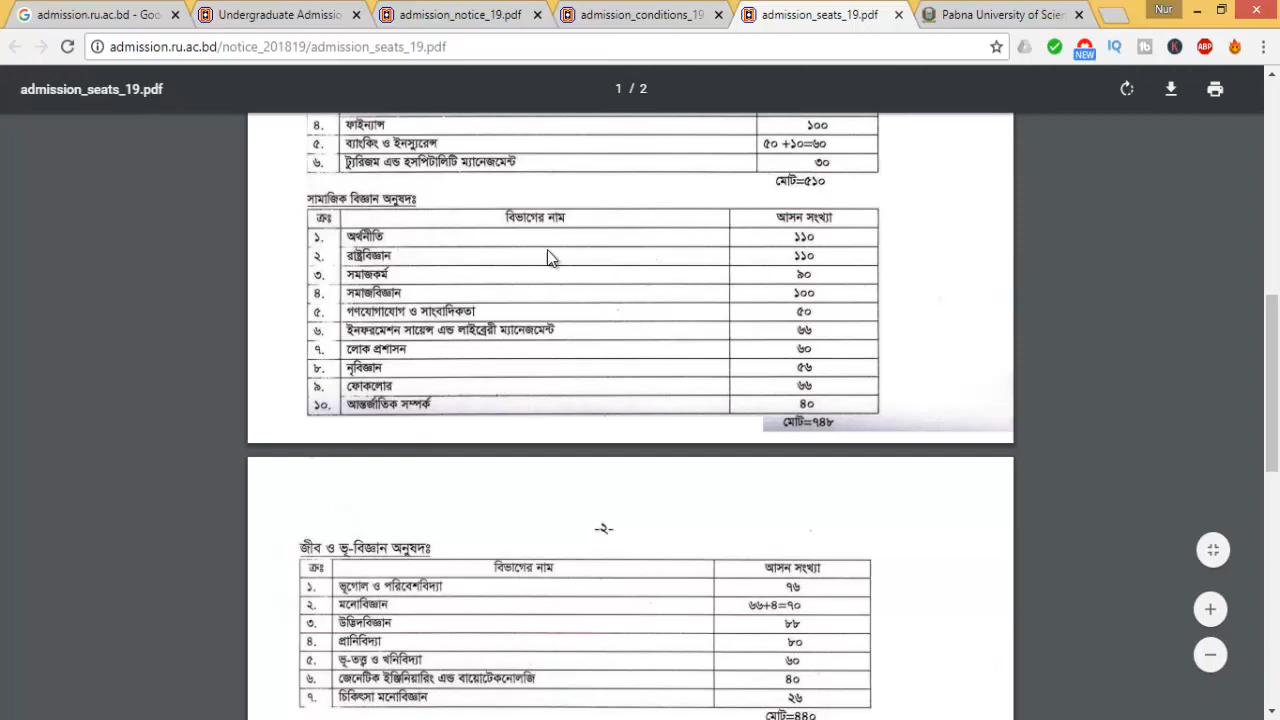 admission.ru.ac.bd - Goo
Undergraduate Admissio
admission_notice_19.pdf
admission_conditions_19
admission_seats_19.pdf
Pabna University of Scien
Nur
admission.ru.ac.bd/notice_201819/admission_seats_19.pdf
NEW
IQ
tb
K
ABP
admission_seats_19.pdf
1 / 2
৪. ফাইন্যান্স ১০০
৫. ব্যাংকিং ও ইনস্যুরেন্স ৫০ +১০=৬০
৬. ট্যুরিজম এন্ড হসপিটালিটি ম্যানেজমেন্ট ৩০
মোট=৫১০
সামাজিক বিজ্ঞান অনুষদঃ
ক্রঃ বিভাগের নাম আসন সংখ্যা
১. অর্থনীতি ১১০
২. রাষ্ট্রবিজ্ঞান ১১০
৩. সমাজকর্ম ৯০
৪. সমাজবিজ্ঞান ১০০
৫. গণযোগাযোগ ও সাংবাদিকতা ৫০
৬. ইনফরমেশন সায়েন্স এন্ড লাইব্রেরী ম্যানেজমেন্ট ৬৬
৭. লোক প্রশাসন ৬০
৮. নৃবিজ্ঞান ৫৬
৯. ফোকলোর ৬৬
১০. আন্তর্জাতিক সম্পর্ক ৪০
মোট=৭৪৮
-২-
জীব ও ভূ-বিজ্ঞান অনুষদঃ
ক্রঃ বিভাগের নাম আসন সংখ্যা
১. ভূগোল ও পরিবেশবিদ্যা ৭৬
২. মনোবিজ্ঞান ৬৬+৪=৭০
৩. উদ্ভিদবিজ্ঞান ৮৮
৪. প্রানিবিদ্যা ৮০
৫. ভূ-তত্ত্ব ও খনিবিদ্যা ৬০
৬. জেনেটিক ইঞ্জিনিয়ারিং এন্ড বায়োটেকনোলজি ৪০
৭. চিকিৎসা মনোবিজ্ঞান ২৬
মোট=৪৪০